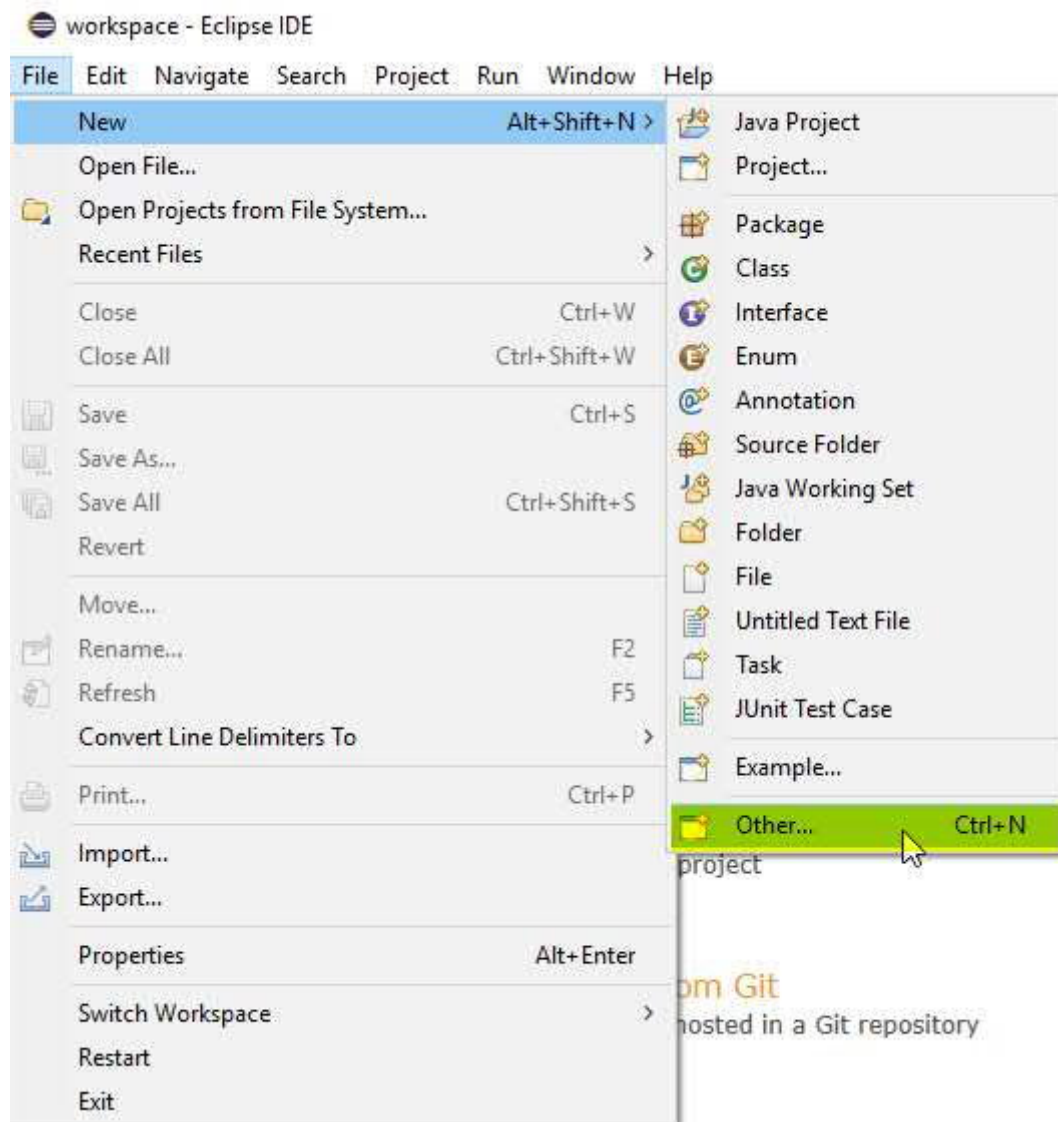 workspace - Eclipse IDE
File Edit Navigate Search Project Run Window Help
New Alt+Shift+N >
Open File...
Open Projects from File System...
Recent Files >
Close Ctrl+W
Close All Ctrl+Shift+W
Save Ctrl+S
Save As...
Save All Ctrl+Shift+S
Revert
Move...
Rename... F2
Refresh F5
Convert Line Delimiters To >
Print... Ctrl+P
Import...
Export...
Properties Alt+Enter
Switch Workspace >
Restart
Exit
Java Project
Project...
Package
Class
Interface
Enum
Annotation
Source Folder
Java Working Set
Folder
File
Untitled Text File
Task
JUnit Test Case
Example...
Other... Ctrl+N
project
om Git
hosted in a Git repository